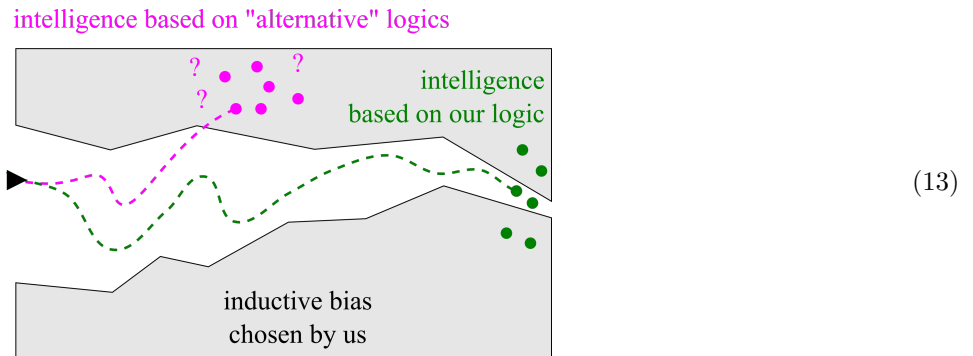 intelligence based on "alternative" logics
? ?
?
intelligence
based on our logic
(13)
inductive bias
chosen by us